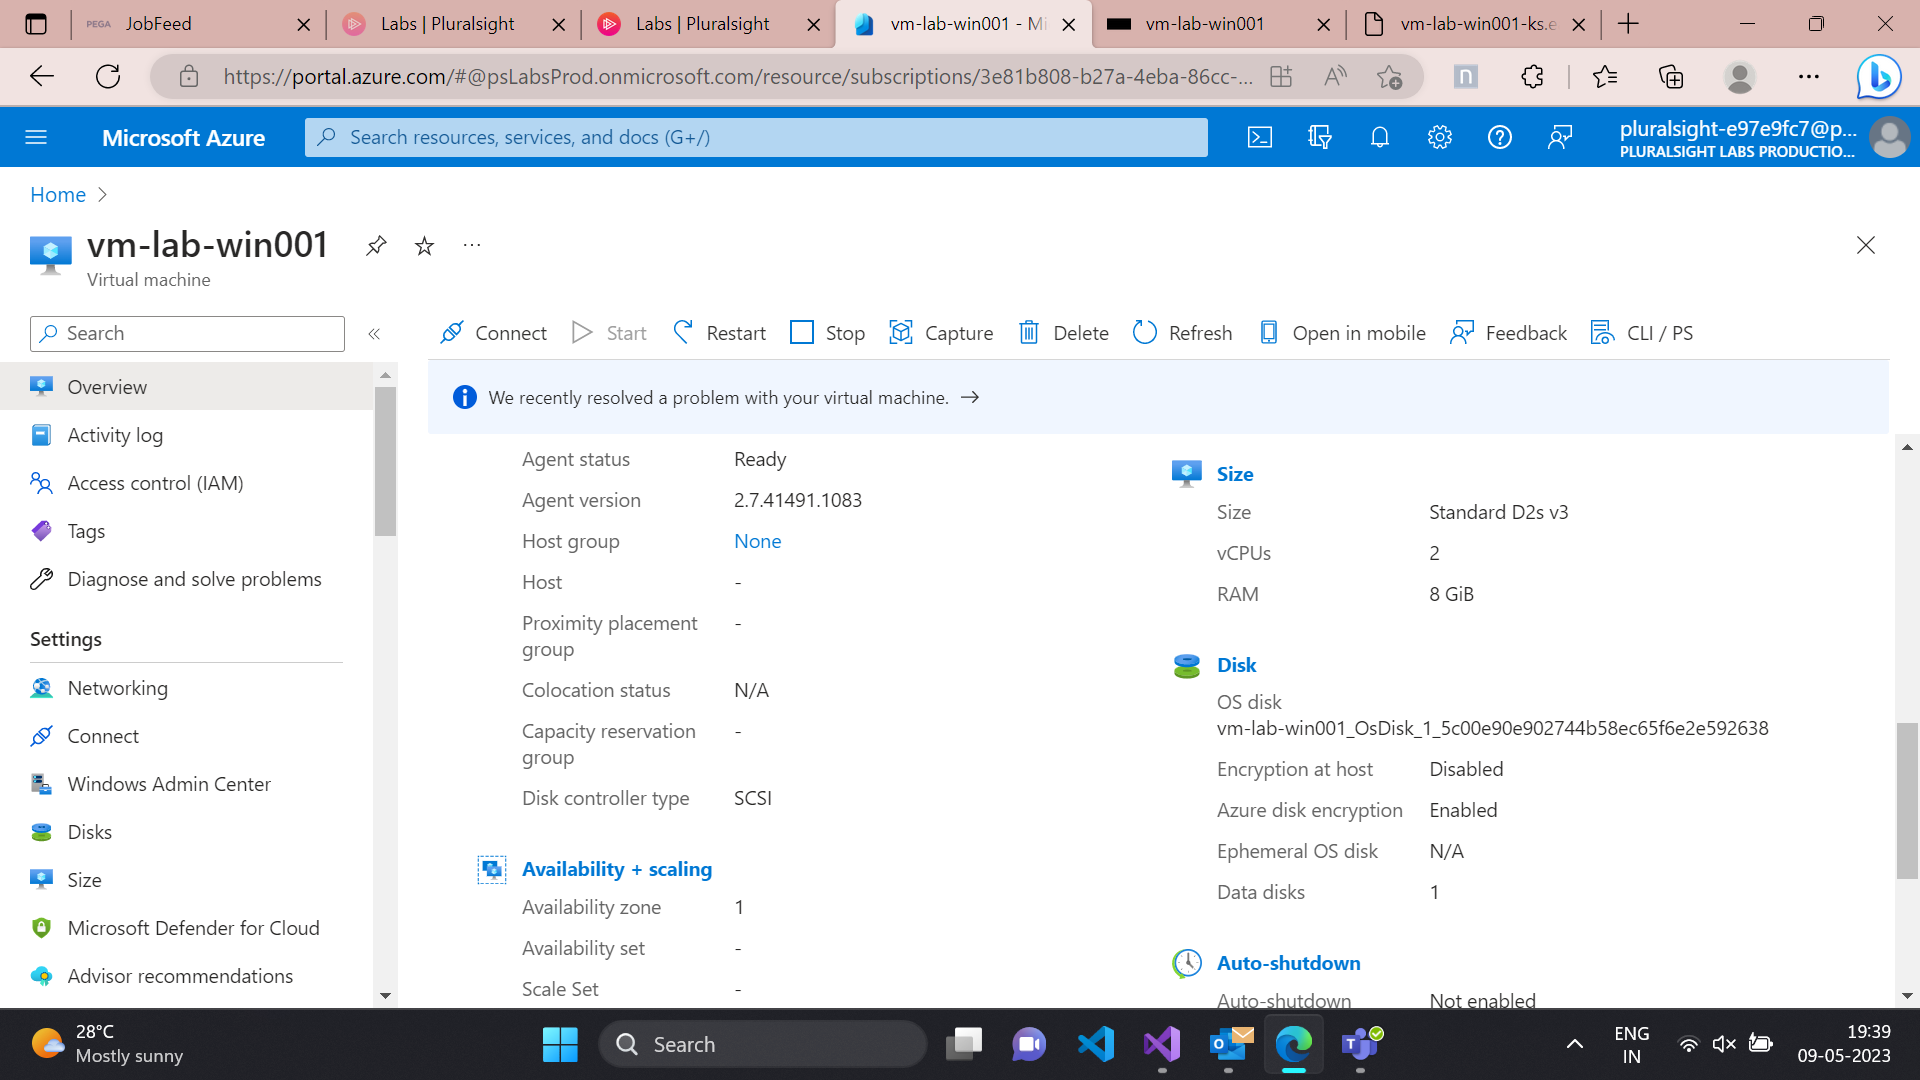 PEGA JobFeed
Labs | Pluralsight
Labs | Pluralsight
vm-lab-win001 - Mi
vm-lab-win001
vm-lab-win001-ks.e
https://portal.azure.com/#@psLabsProd.onmicrosoft.com/resource/subscriptions/3e81b808-b27a-4eba-86cc-...
Microsoft Azure
Search resources, services, and docs (G+/)
pluralsight-e97e9fc7@p...
PLURALSIGHT LABS PRODUCTIO...
Home
vm-lab-win001
Virtual machine
Search
Connect
Start
Restart
Stop
Capture
Delete
Refresh
Open in mobile
Feedback
CLI / PS
We recently resolved a problem with your virtual machine. →
Overview
Activity log
Access control (IAM)
Tags
Diagnose and solve problems
Settings
Networking
Connect
Windows Admin Center
Disks
Size
Microsoft Defender for Cloud
Advisor recommendations
Agent status Ready
Agent version 2.7.41491.1083
Host group None
Host -
Proximity placement
group -
Colocation status N/A
Capacity reservation
group -
Disk controller type SCSI
Availability + scaling
Availability zone 1
Availability set -
Scale Set -
Size
Size Standard D2s v3
vCPUs 2
RAM 8 GiB
Disk
OS disk
vm-lab-win001_OsDisk_1_5c00e90e902744b58ec65f6e2e592638
Encryption at host Disabled
Azure disk encryption Enabled
Ephemeral OS disk N/A
Data disks 1
Auto-shutdown
Auto-shutdown Not enabled
28°C
Mostly sunny
Search
ENG
IN
19:39
09-05-2023